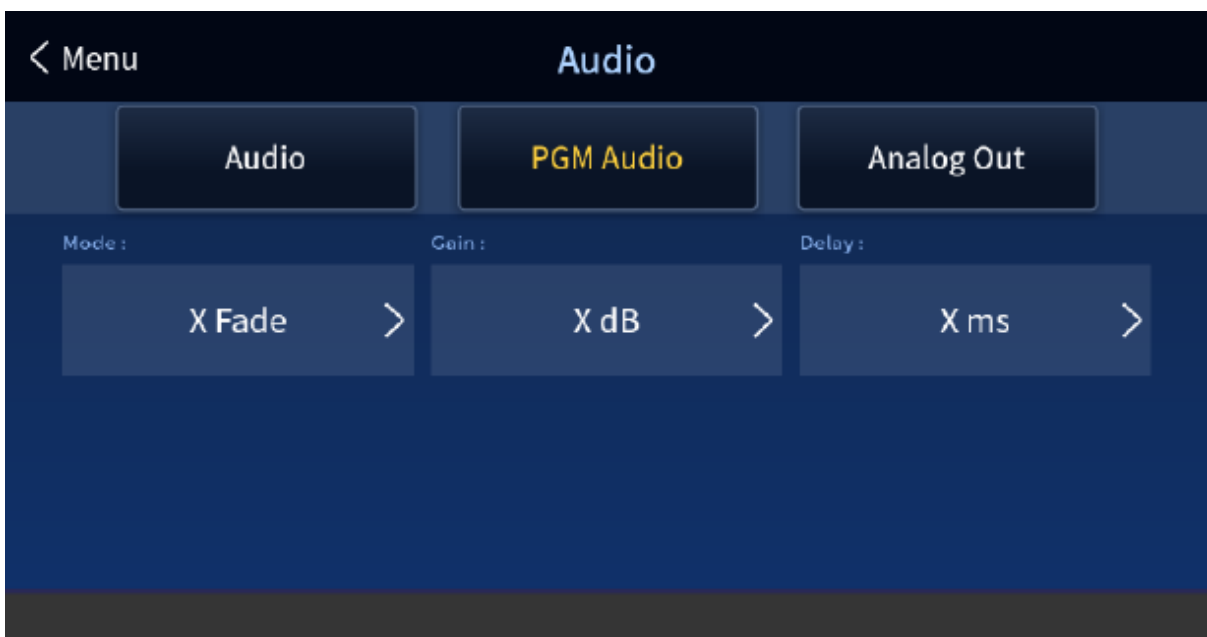 Menu
Audio
Audio
PGM Audio
Analog Out
Mode :
Gain :
Delay :
X Fade
X dB
X ms